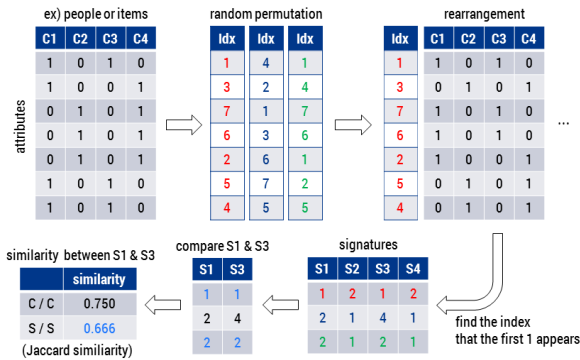 ex) people or items
random permutation
rearrangement
attributes
C1 C2 C3 C4
1 0 1 0
1 0 0 1
0 1 0 1
0 1 0 1
0 1 0 1
1 0 1 0
1 0 1 0
Idx Idx Idx
1 4 1
3 2 4
7 1 7
6 3 6
2 6 1
5 7 2
4 5 5
Idx C1 C2 C3 C4
1 1 0 1 0
3 0 1 0 1
7 1 0 1 0
6 1 0 1 0
2 1 0 1 0
5 0 1 0 1
4 0 1 0 1
...
similarity between S1 & S3
similarity
C / C 0.750
S / S 0.666
(Jaccard similiarity)
compare S1 & S3
S1 S3
1 1
2 4
2 2
signatures
S1 S2 S3 S4
1 2 1 2
2 1 4 1
2 1 2 1
find the index
that the first 1 appears